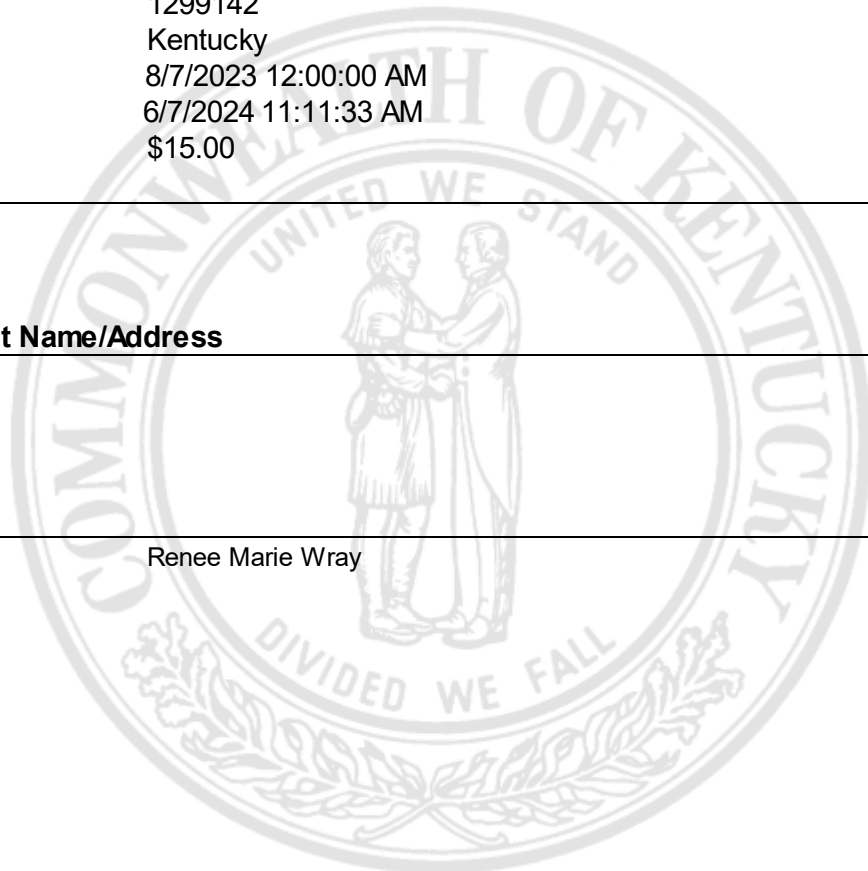 1299142
Kentucky
8/7/2023 12:00:00 AM
6/7/2024 11:11:33 AM
$15.00
t Name/Address
Renee Marie Wray
COMMONWEALTH OF KENTUCKY
UNITED WE STAND
DIVIDED WE FALL